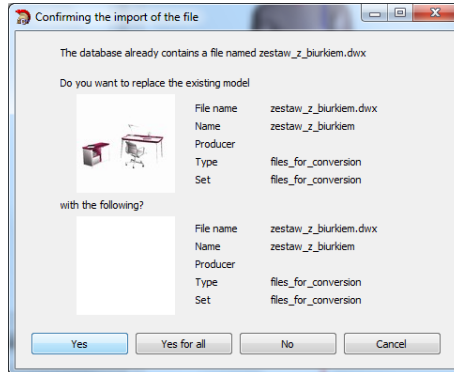 Confirming the import of the file
The database already contains a file named zestaw_z_biurkiem.dwx
Do you want to replace the existing model
File name zestaw_z_biurkiem.dwx
Name zestaw_z_biurkiem
Producer
Type files_for_conversion
Set files_for_conversion
with the following?
File name zestaw_z_biurkiem.dwx
Name zestaw_z_biurkiem
Producer
Type files_for_conversion
Set files_for_conversion
Yes Yes for all No Cancel